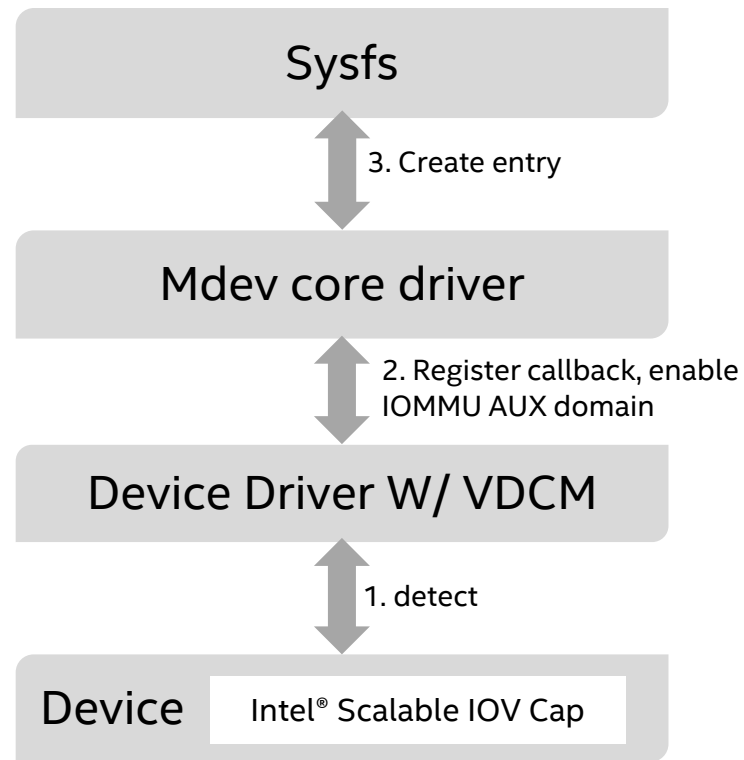 Sysfs
3. Create entry
Mdev core driver
2. Register callback, enable
IOMMU AUX domain
Device Driver W/ VDCM
1. detect
Device
Intel® Scalable IOV Cap